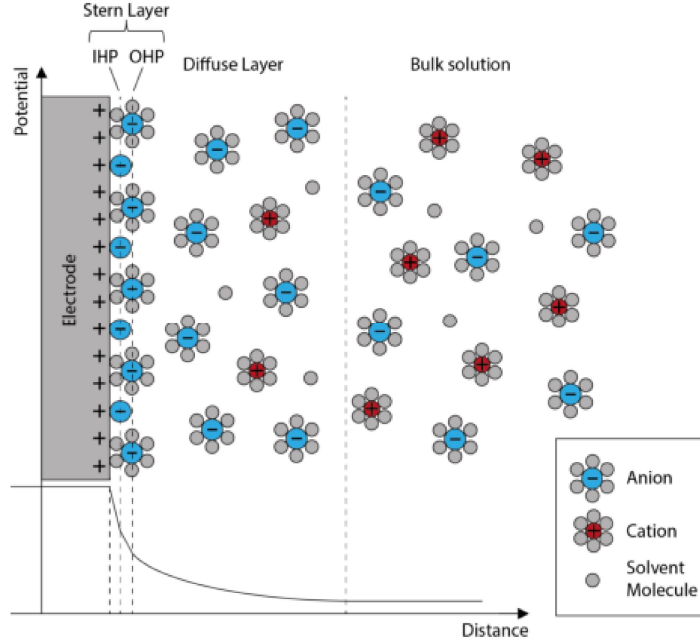 Stern Layer
IHP OHP
Diffuse Layer
Bulk solution
Potential
Electrode
Anion
Cation
Solvent
Molecule
Distance